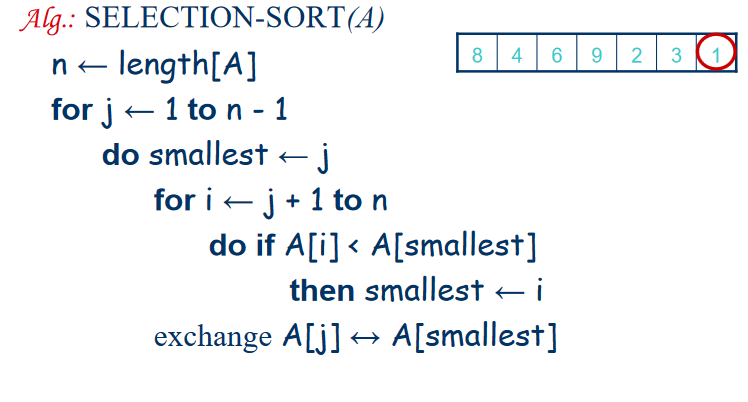 Alg.: SELECTION-SORT(A)
8 4 6 9 2 3 1
n ← length[A]
for j ← 1 to n - 1
do smallest ← j
for i ← j + 1 to n
do if A[i] < A[smallest]
then smallest ← i
exchange A[j] ↔ A[smallest]